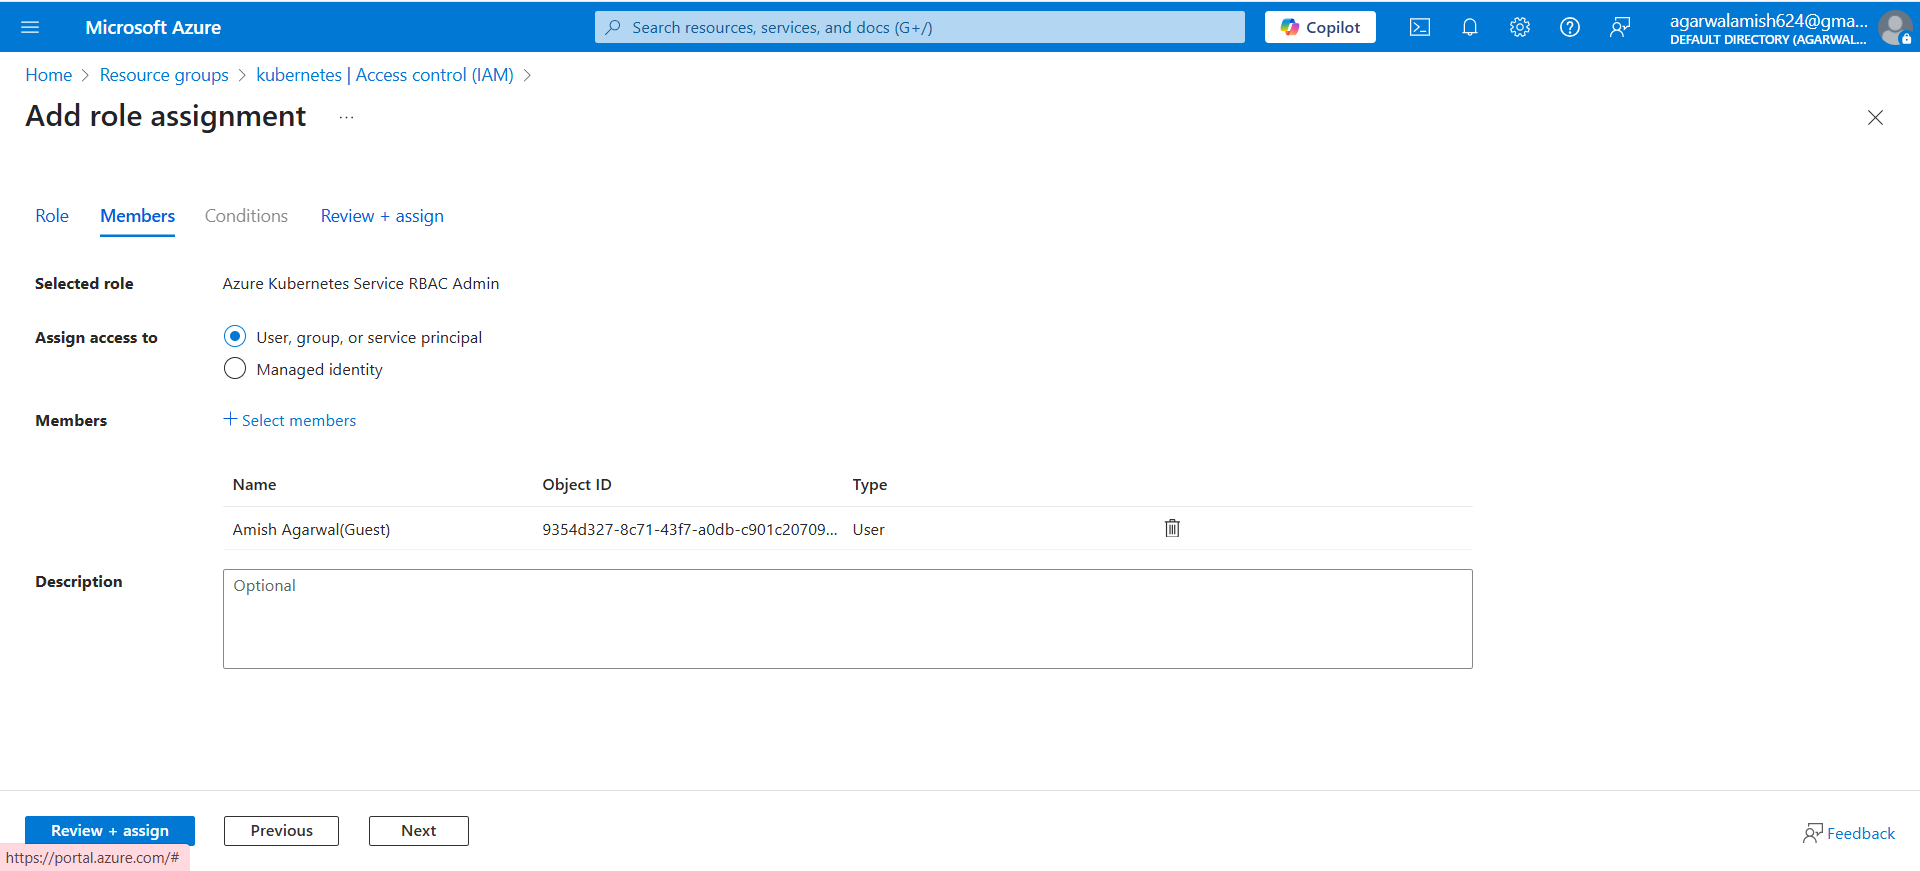 Microsoft Azure
Search resources, services, and docs (G+/)
Copilot
agarwalamish624@gma...
DEFAULT DIRECTORY (AGARWAL...
Home > Resource groups > kubernetes | Access control (IAM) >
Add role assignment ...
Role Members Conditions Review + assign
Selected role Azure Kubernetes Service RBAC Admin
Assign access to User, group, or service principal
Managed identity
Members + Select members
Name Object ID Type
Amish Agarwal(Guest) 9354d327-8c71-43f7-a0db-c901c20709... User
Description Optional
Review + assign Previous Next
Feedback
https://portal.azure.com/#